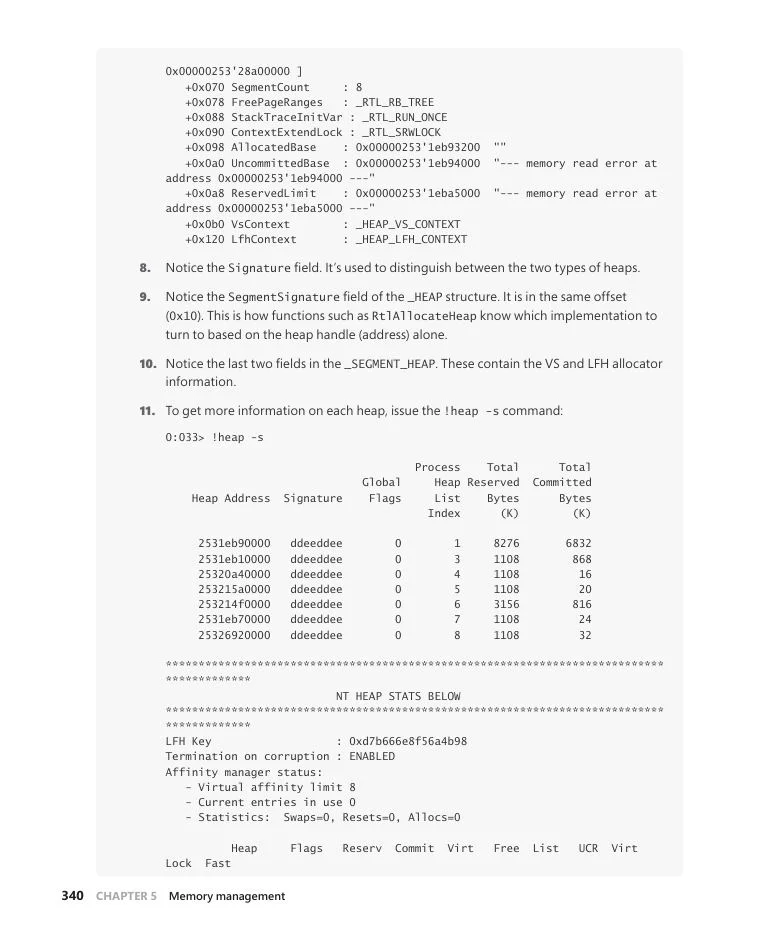 0x00000253'28a00000 ]
   +0x070 SegmentCount     : 8
   +0x078 FreePageRanges   : _RTL_RB_TREE
   +0x088 StackTraceInitVar : _RTL_RUN_ONCE
   +0x090 ContextExtendLock : _RTL_SRWLOCK
   +0x098 AllocatedBase    : 0x00000253'1eb93200  ""
   +0x0a0 UncommittedBase  : 0x00000253'1eb94000  "--- memory read error at
address 0x00000253'1eb94000 ---"
   +0x0a8 ReservedLimit    : 0x00000253'1eba5000  "--- memory read error at
address 0x00000253'1eba5000 ---"
   +0x0b0 VsContext        : _HEAP_VS_CONTEXT
   +0x120 LfhContext       : _HEAP_LFH_CONTEXT
8. Notice the Signature field. It’s used to distinguish between the two types of heaps.
9. Notice the SegmentSignature field of the _HEAP structure. It is in the same offset
(0x10). This is how functions such as RtlAllocateHeap know which implementation to
turn to based on the heap handle (address) alone.
10. Notice the last two fields in the _SEGMENT_HEAP. These contain the VS and LFH allocator
information.
11. To get more information on each heap, issue the !heap -s command:
0:033> !heap -s
                                      Process    Total      Total
                              Global     Heap Reserved  Committed
    Heap Address  Signature    Flags     List    Bytes      Bytes
                                        Index      (K)        (K)
     2531eb90000   ddeeddee        0        1     8276       6832
     2531eb10000   ddeeddee        0        3     1108        868
     25320a40000   ddeeddee        0        4     1108         16
     253215a0000   ddeeddee        0        5     1108         20
     253214f0000   ddeeddee        0        6     3156        816
     2531eb70000   ddeeddee        0        7     1108         24
     25326920000   ddeeddee        0        8     1108         32
****************************************************************************
*************
                          NT HEAP STATS BELOW
****************************************************************************
*************
LFH Key                   : 0xd7b666e8f56a4b98
Termination on corruption : ENABLED
Affinity manager status:
   - Virtual affinity limit 8
   - Current entries in use 0
   - Statistics:  Swaps=0, Resets=0, Allocs=0
          Heap     Flags   Reserv  Commit  Virt   Free  List   UCR  Virt
Lock  Fast
340 CHAPTER 5 Memory management